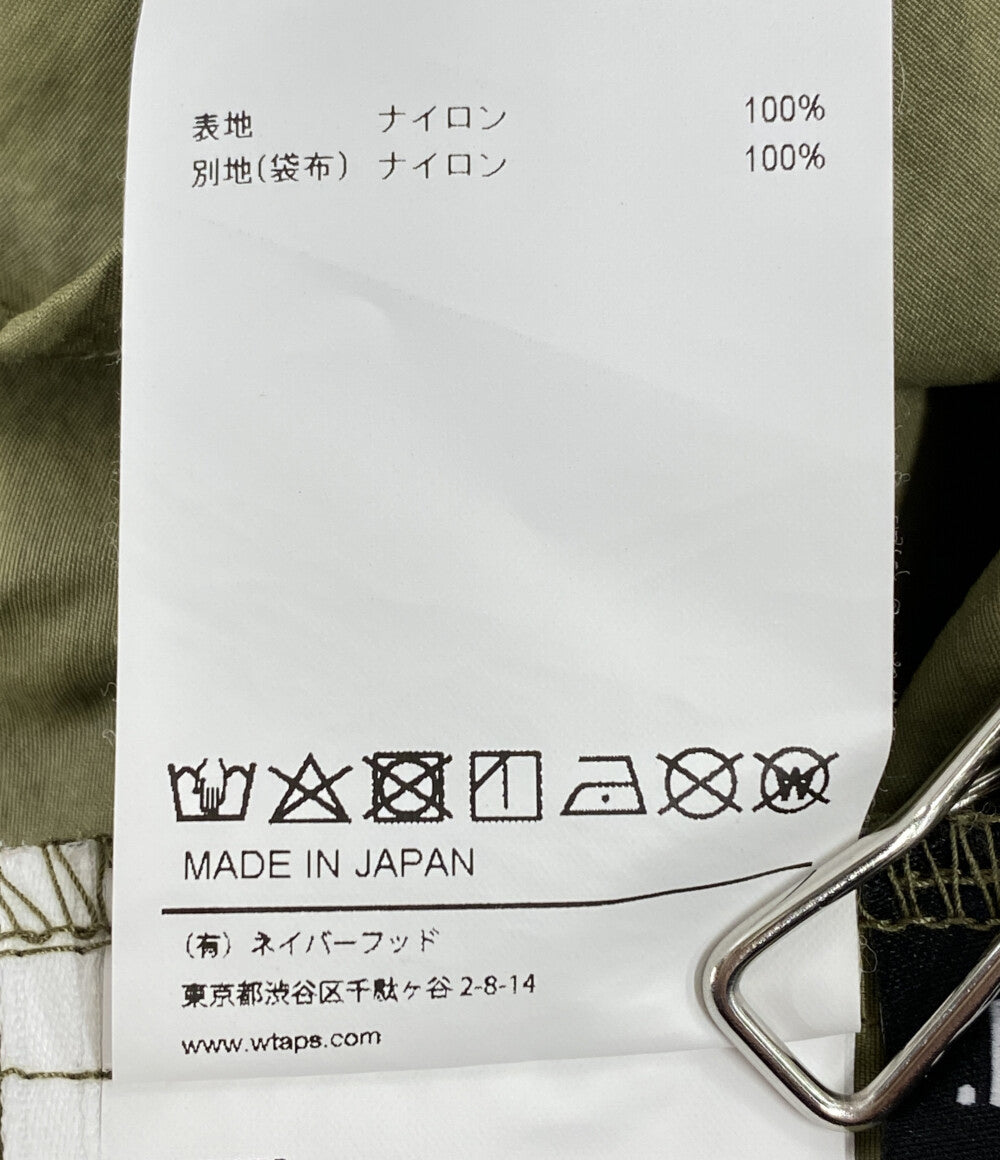 表地 ナイロン 100%
別地(袋布) ナイロン 100%
W
MADE IN JAPAN
(有) ネイバーフッド
東京都渋谷区千駄ヶ谷 2-8-14
www.wtaps.com